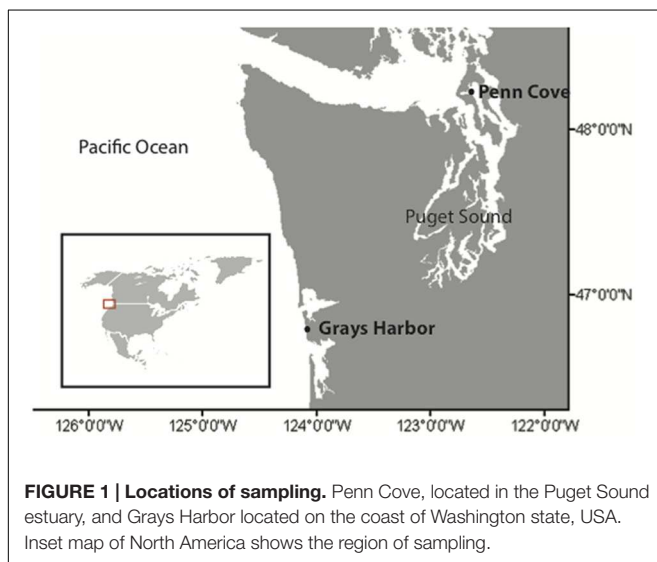 Penn Cove
48°0'0"N
Pacific Ocean
Puget Sound
47°0'0"N
Grays Harbor
126°0'0"W 125°0'0"W 124°0'0"W 123°0'0"W 122°0'0"W
FIGURE 1 | Locations of sampling. Penn Cove, located in the Puget Sound
estuary, and Grays Harbor located on the coast of Washington state, USA.
Inset map of North America shows the region of sampling.